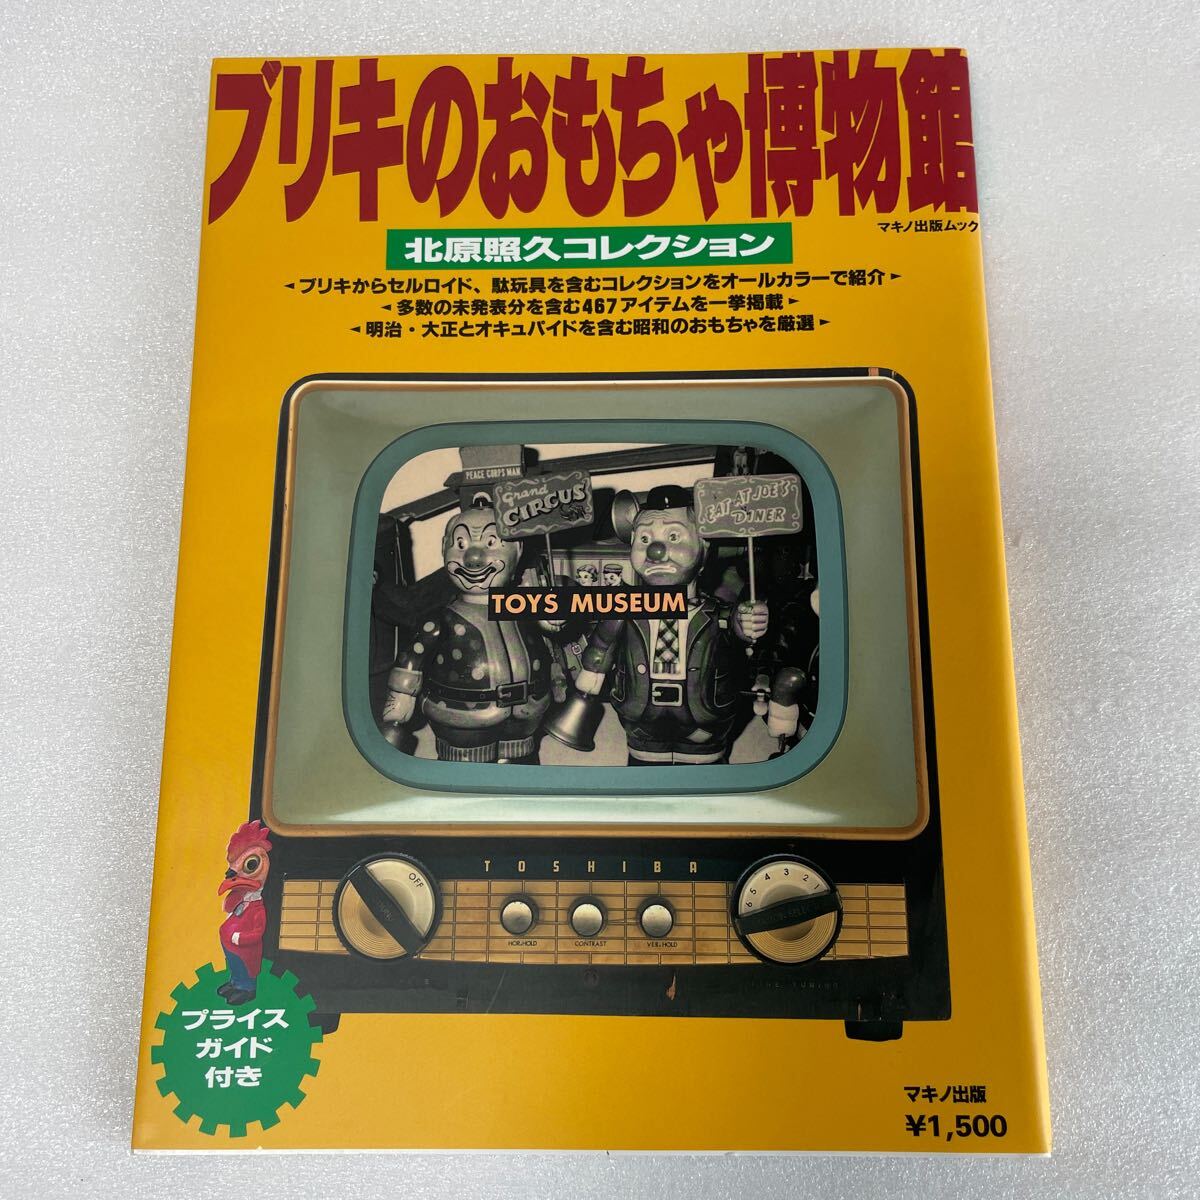 ブリキのおもちゃ博物館
マキノ出版ムック
北原照久コレクション
ブリキからセルロイド、駄玩具を含むコレクションをオールカラーで紹介
多数の未発表分を含む467アイテムを一挙掲載
明治・大正とオキュパイドを含む昭和のおもちゃを厳選
PEACE CORPS MAN
Grand
CIRCUS
EAT AT JOE'S
DINER
TOYS MUSEUM
TOSHIBA
OFF
6 5 4 3 2 1
HOR-HOLD
CONTRAST
VER-HOLD
FINE TUNING
プライス
ガイド
付き
マキノ出版
¥1,500